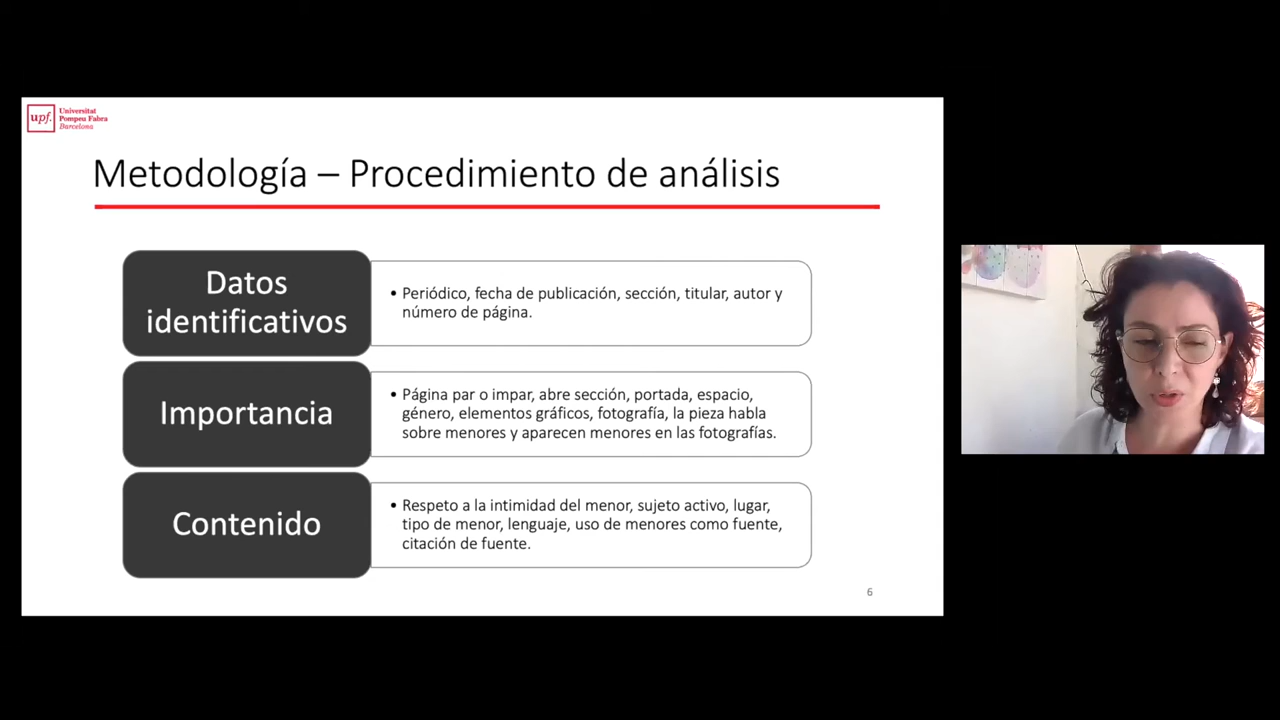 upf.
Universitat
Pompeu Fabra
Barcelona
Metodología – Procedimiento de análisis
Datos
identificativos
• Periódico, fecha de publicación, sección, titular, autor y
número de página.
Importancia
• Página par o impar, abre sección, portada, espacio,
género, elementos gráficos, fotografía, la pieza habla
sobre menores y aparecen menores en las fotografías.
Contenido
• Respeto a la intimidad del menor, sujeto activo, lugar,
tipo de menor, lenguaje, uso de menores como fuente,
citación de fuente.
6